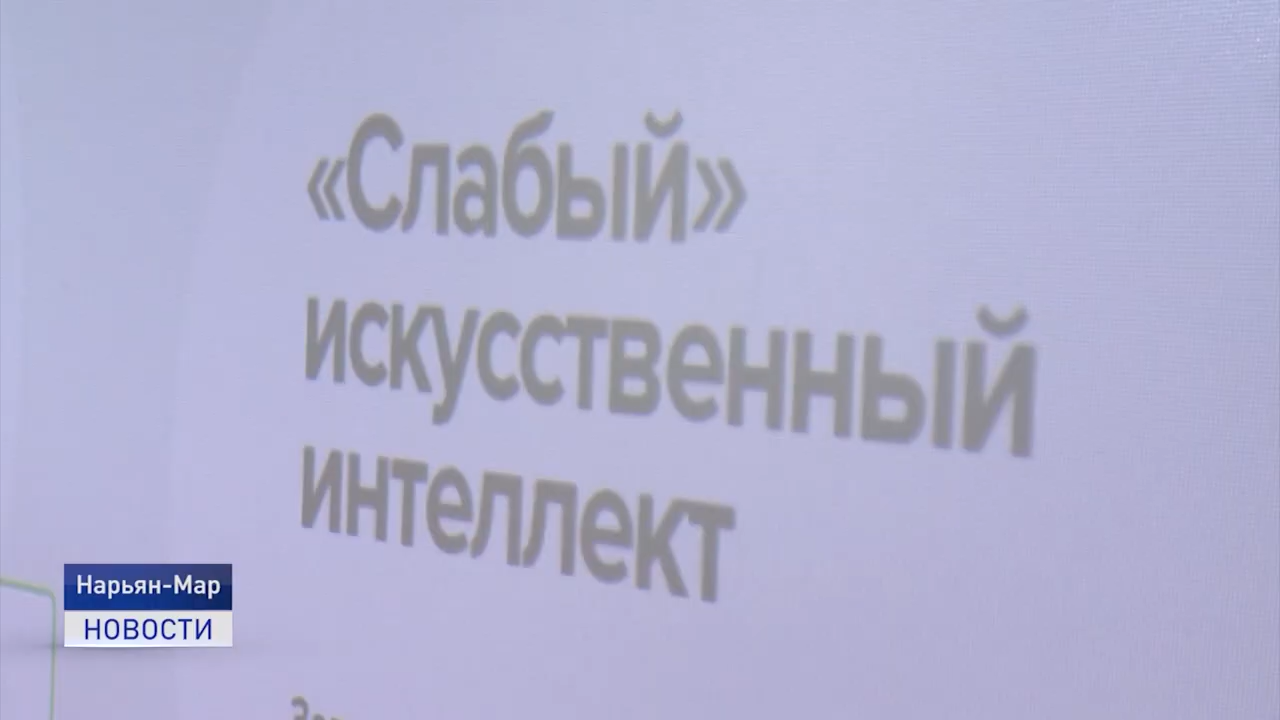 «Слабый»
искусственный
интеллект
Нарьян-Мар
НОВОСТИ